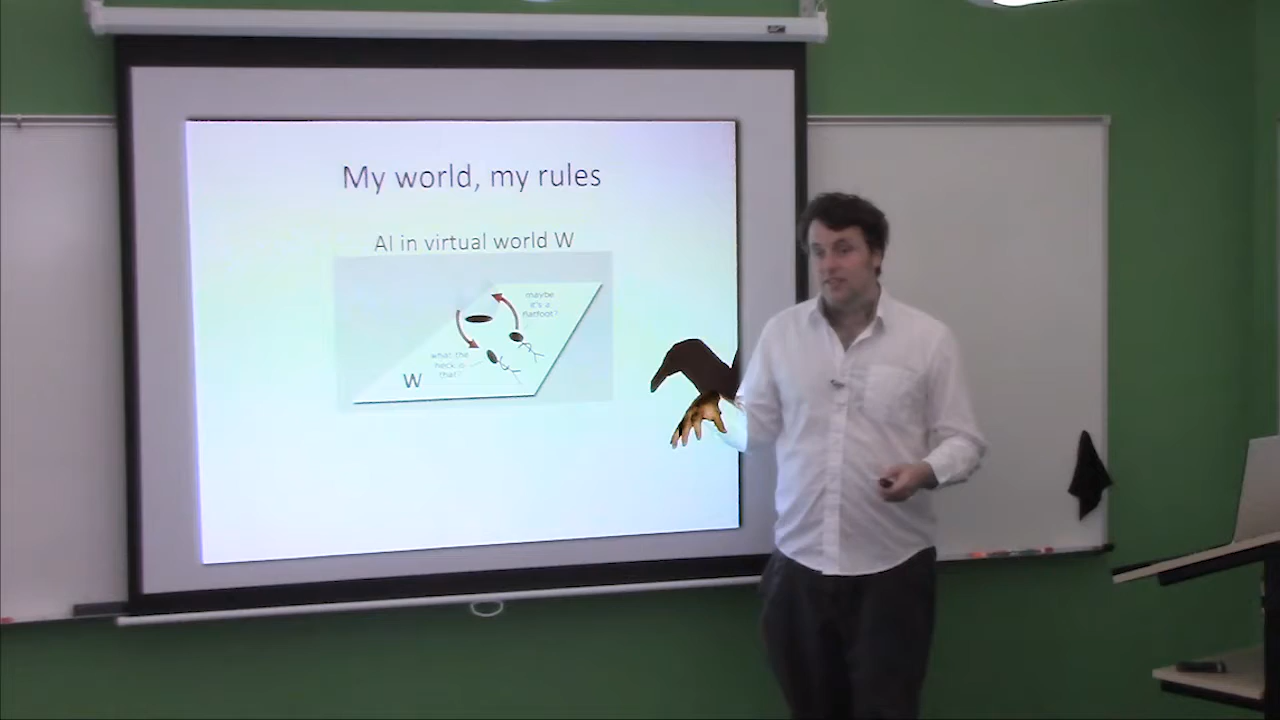 My world, my rules
AI in virtual world W
maybe
it's a
flatfoot?
what the
heck is
that?
W